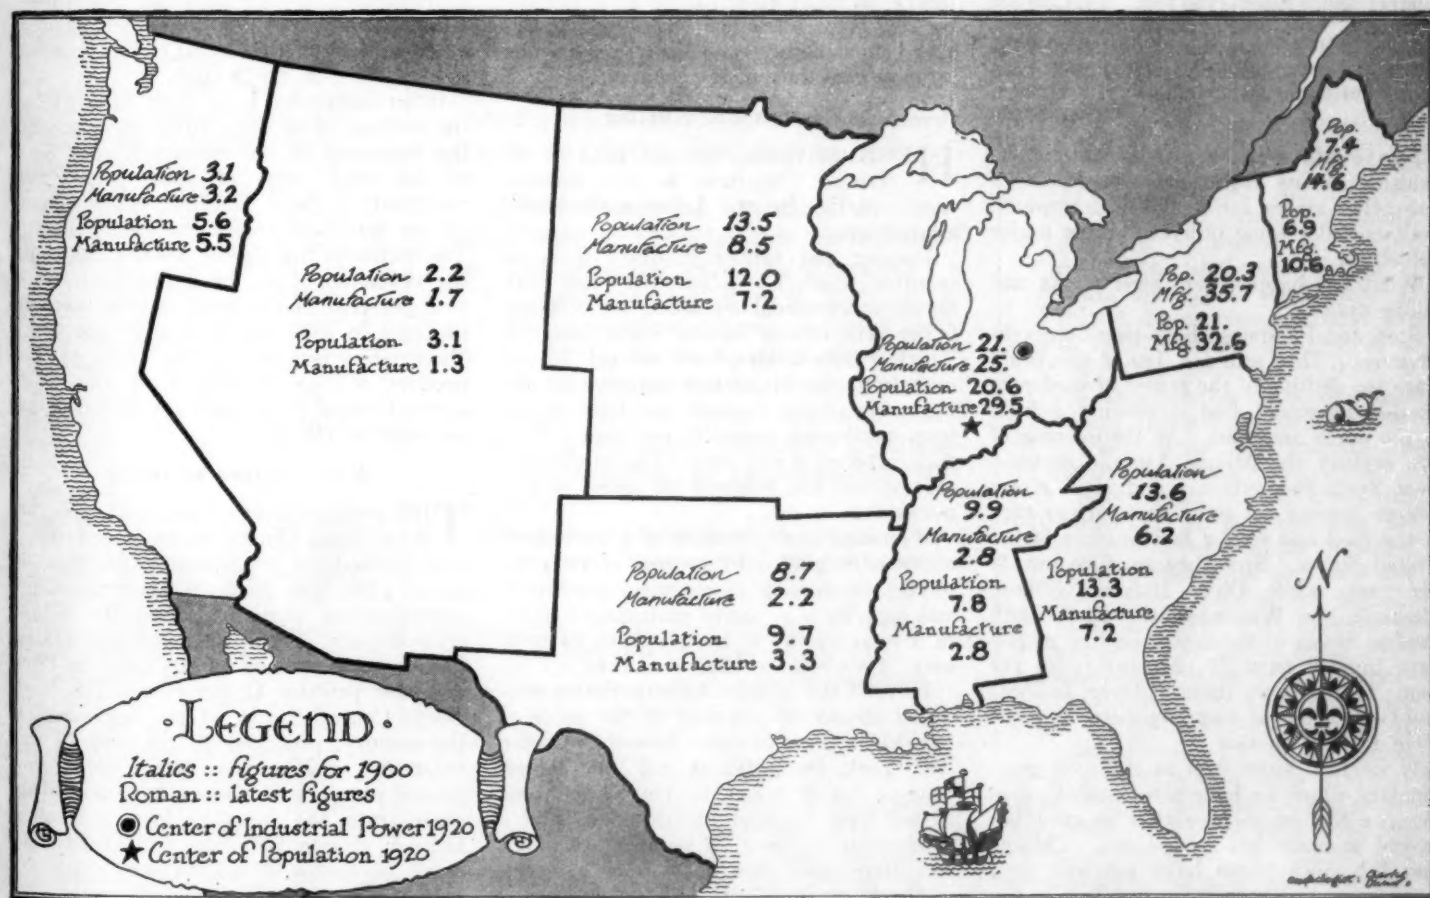 Population 3.1
Manufacture 3.2
Population 5.6
Manufacture 5.5
Population 2.2
Manufacture 1.7
Population 3.1
Manufacture 1.3
Population 13.5
Manufacture 8.5
Population 12.0
Manufacture 7.2
Population 21.
Manufacture 25.
Population 20.6
Manufacture 29.5
Pop. 20.3
Mfg. 35.7
Pop. 21.
Mfg. 32.6
Pop.
7.4
Mfg.
14.6
Pop.
6.9
Mfg.
10.6
Population 8.7
Manufacture 2.2
Population 9.7
Manufacture 3.3
Population
9.9
Manufacture
2.8
Population
7.8
Manufacture
2.8
Population
13.6
Manufacture
6.2
Population
13.3
Manufacture
7.2
N
·LEGEND·
Italics :: figures for 1900
Roman :: latest figures
Center of Industrial Power 1920
Center of Population 1920